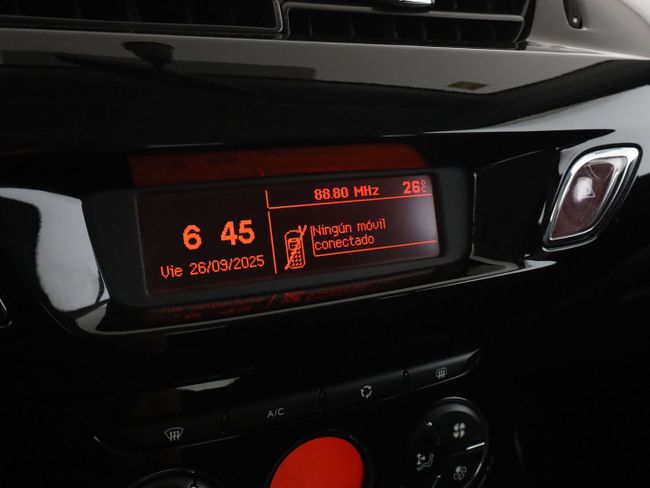 88.80 MHz 26°C
6 45
Vie 26/09/2025
Ningún móvil
conectado
A/C